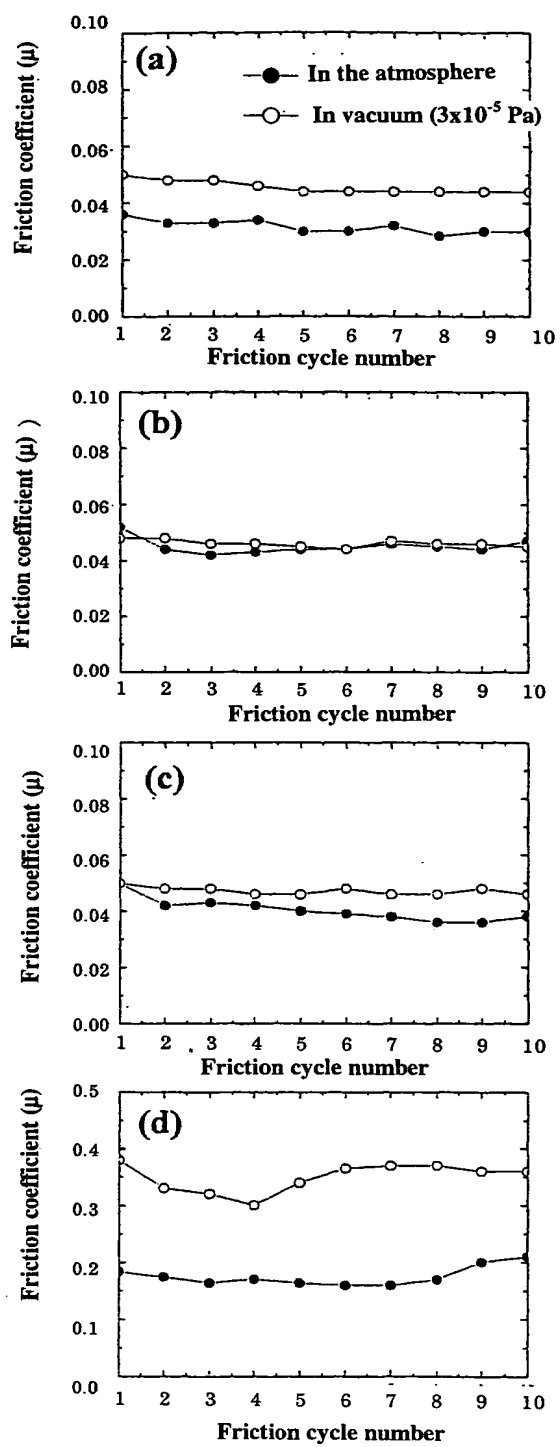 Friction coefficient (μ)
0.10
0.08
0.06
0.04
0.02
0.00
(a)
In the atmosphere
In vacuum (3x10⁻⁵ Pa)
1 2 3 4 5 6 7 8 9 10
Friction cycle number
Friction coefficient (μ) )
0.10
0.08
0.06
0.04
0.02
0.00
(b)
1 2 3 4 5 6 7 8 9 10
Friction cycle number
Friction coefficient (μ)
0.10
0.08
0.06
0.04
0.02
0.00
(c)
1 2 3 4 5 6 7 8 9 10
Friction cycle number
Friction coefficient (μ)
0.5
0.4
0.3
0.2
0.1
0.0
(d)
1 2 3 4 5 6 7 8 9 10
Friction cycle number